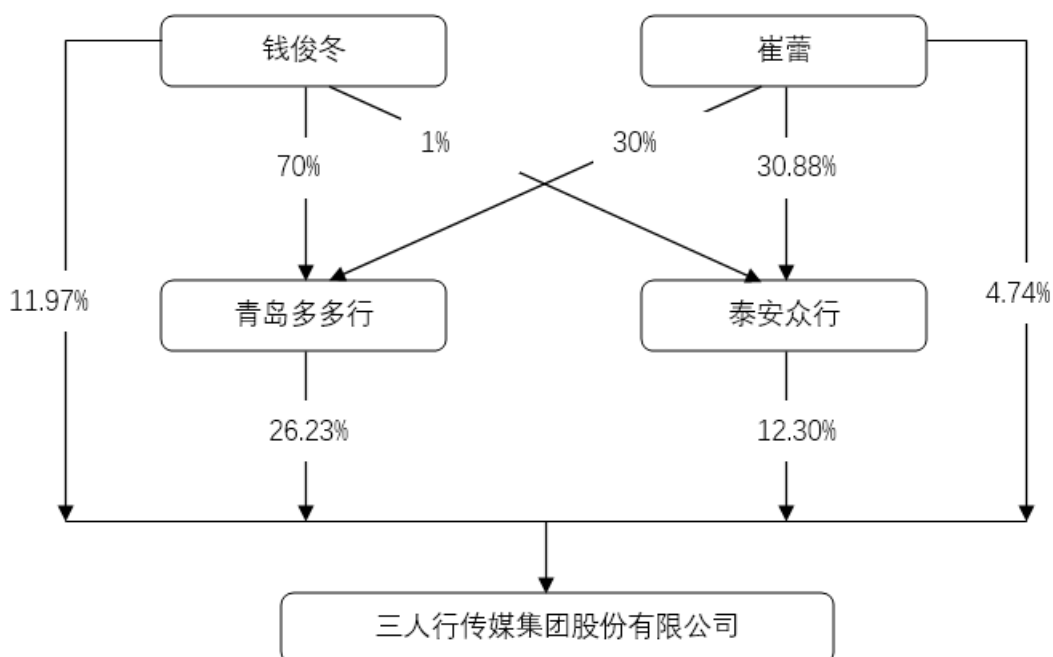 钱俊冬
崔蕾
1%
30%
70%
30.88%
11.97%
青岛多多行
泰安众行
4.74%
26.23%
12.30%
三人行传媒集团股份有限公司